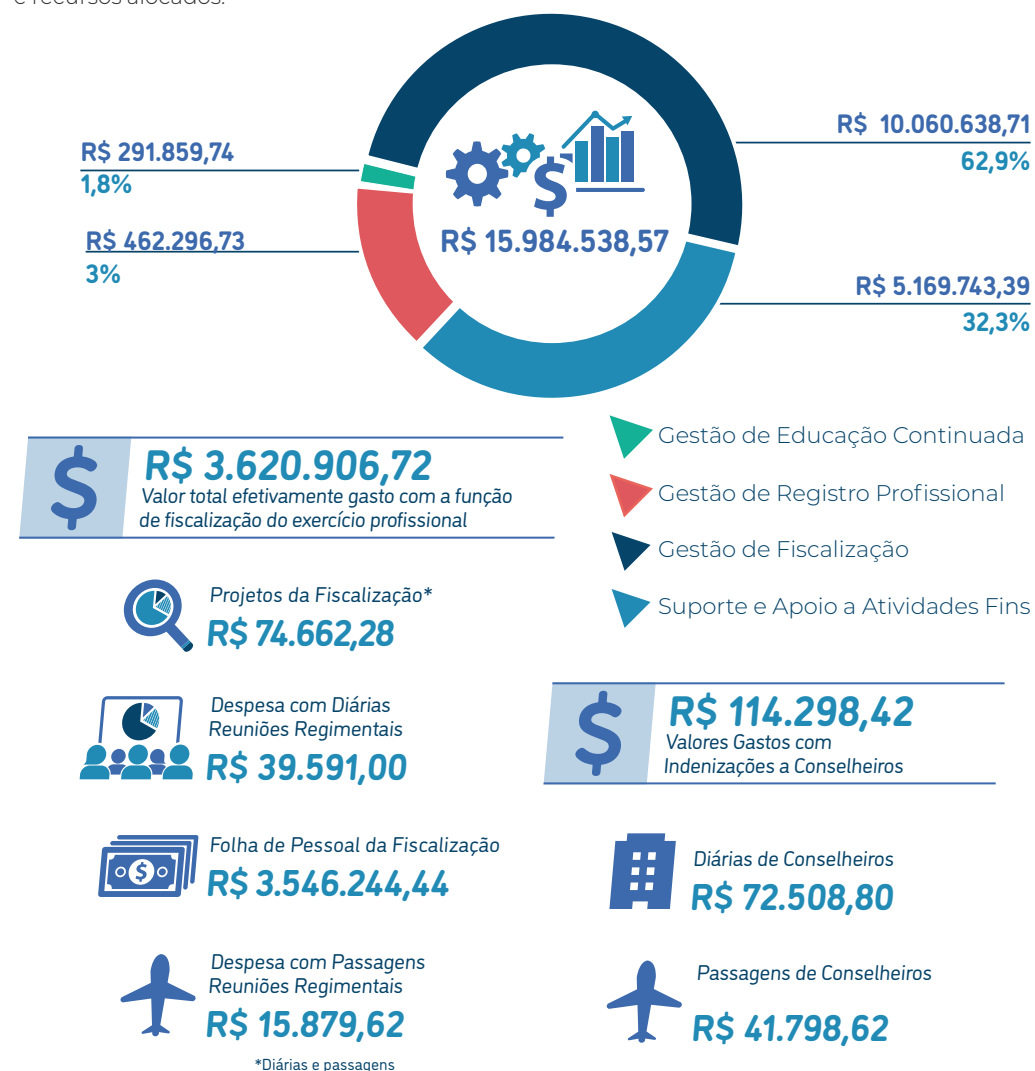 e recursos alocados.
R$ 291.859,74
1,8%
R$ 462.296,73
3%
R$ 15.984.538,57
R$ 10.060.638,71
62,9%
R$ 5.169.743,39
32,3%
Gestão de Educação Continuada
Gestão de Registro Profissional
Gestão de Fiscalização
Suporte e Apoio a Atividades Fins
R$ 3.620.906,72
Valor total efetivamente gasto com a função
de fiscalização do exercício profissional
Projetos da Fiscalização*
R$ 74.662,28
Despesa com Diárias
Reuniões Regimentais
R$ 39.591,00
Folha de Pessoal da Fiscalização
R$ 3.546.244,44
Despesa com Passagens
Reuniões Regimentais
R$ 15.879,62
*Diárias e passagens
R$ 114.298,42
Valores Gastos com
Indenizações a Conselheiros
Diárias de Conselheiros
R$ 72.508,80
Passagens de Conselheiros
R$ 41.798,62